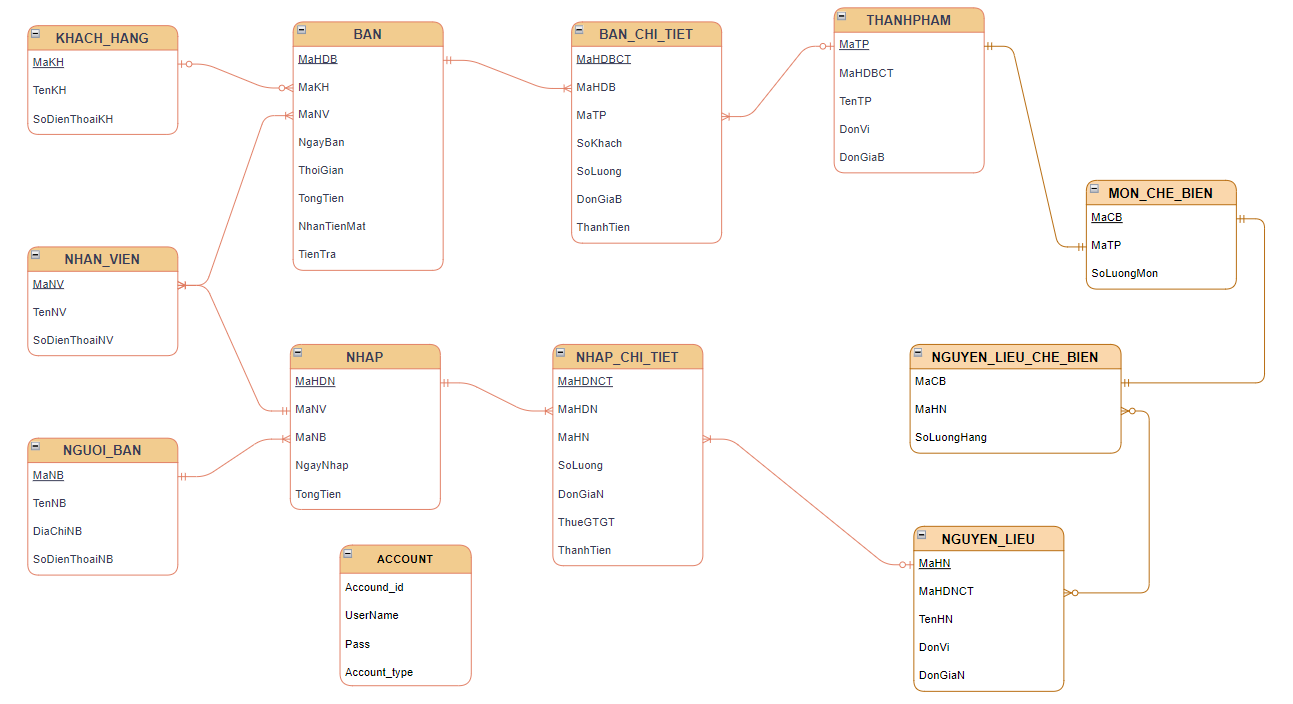 KHACH_HANG
MaKH
TenKH
SoDienThoaiKH
BAN
MaHDB
MaKH
MaNV
NgayBan
ThoiGian
TongTien
NhanTienMat
TienTra
BAN_CHI_TIET
MaHDBCT
MaHDB
MaTP
SoKhach
SoLuong
DonGiaB
ThanhTien
THANHPHAM
MaTP
MaHDBCT
TenTP
DonVi
DonGiaB
MON_CHE_BIEN
MaCB
MaTP
SoLuongMon
NHAN_VIEN
MaNV
TenNV
SoDienThoaiNV
NHAP
MaHDN
MaNV
MaNB
NgayNhap
TongTien
NHAP_CHI_TIET
MaHDNCT
MaHDN
MaHN
SoLuong
DonGiaN
ThueGTGT
ThanhTien
NGUYEN_LIEU_CHE_BIEN
MaCB
MaHN
SoLuongHang
NGUOI_BAN
MaNB
TenNB
DiaChiNB
SoDienThoaiNB
ACCOUNT
Accound_id
UserName
Pass
Account_type
NGUYEN_LIEU
MaHN
MaHDNCT
TenHN
DonVi
DonGiaN